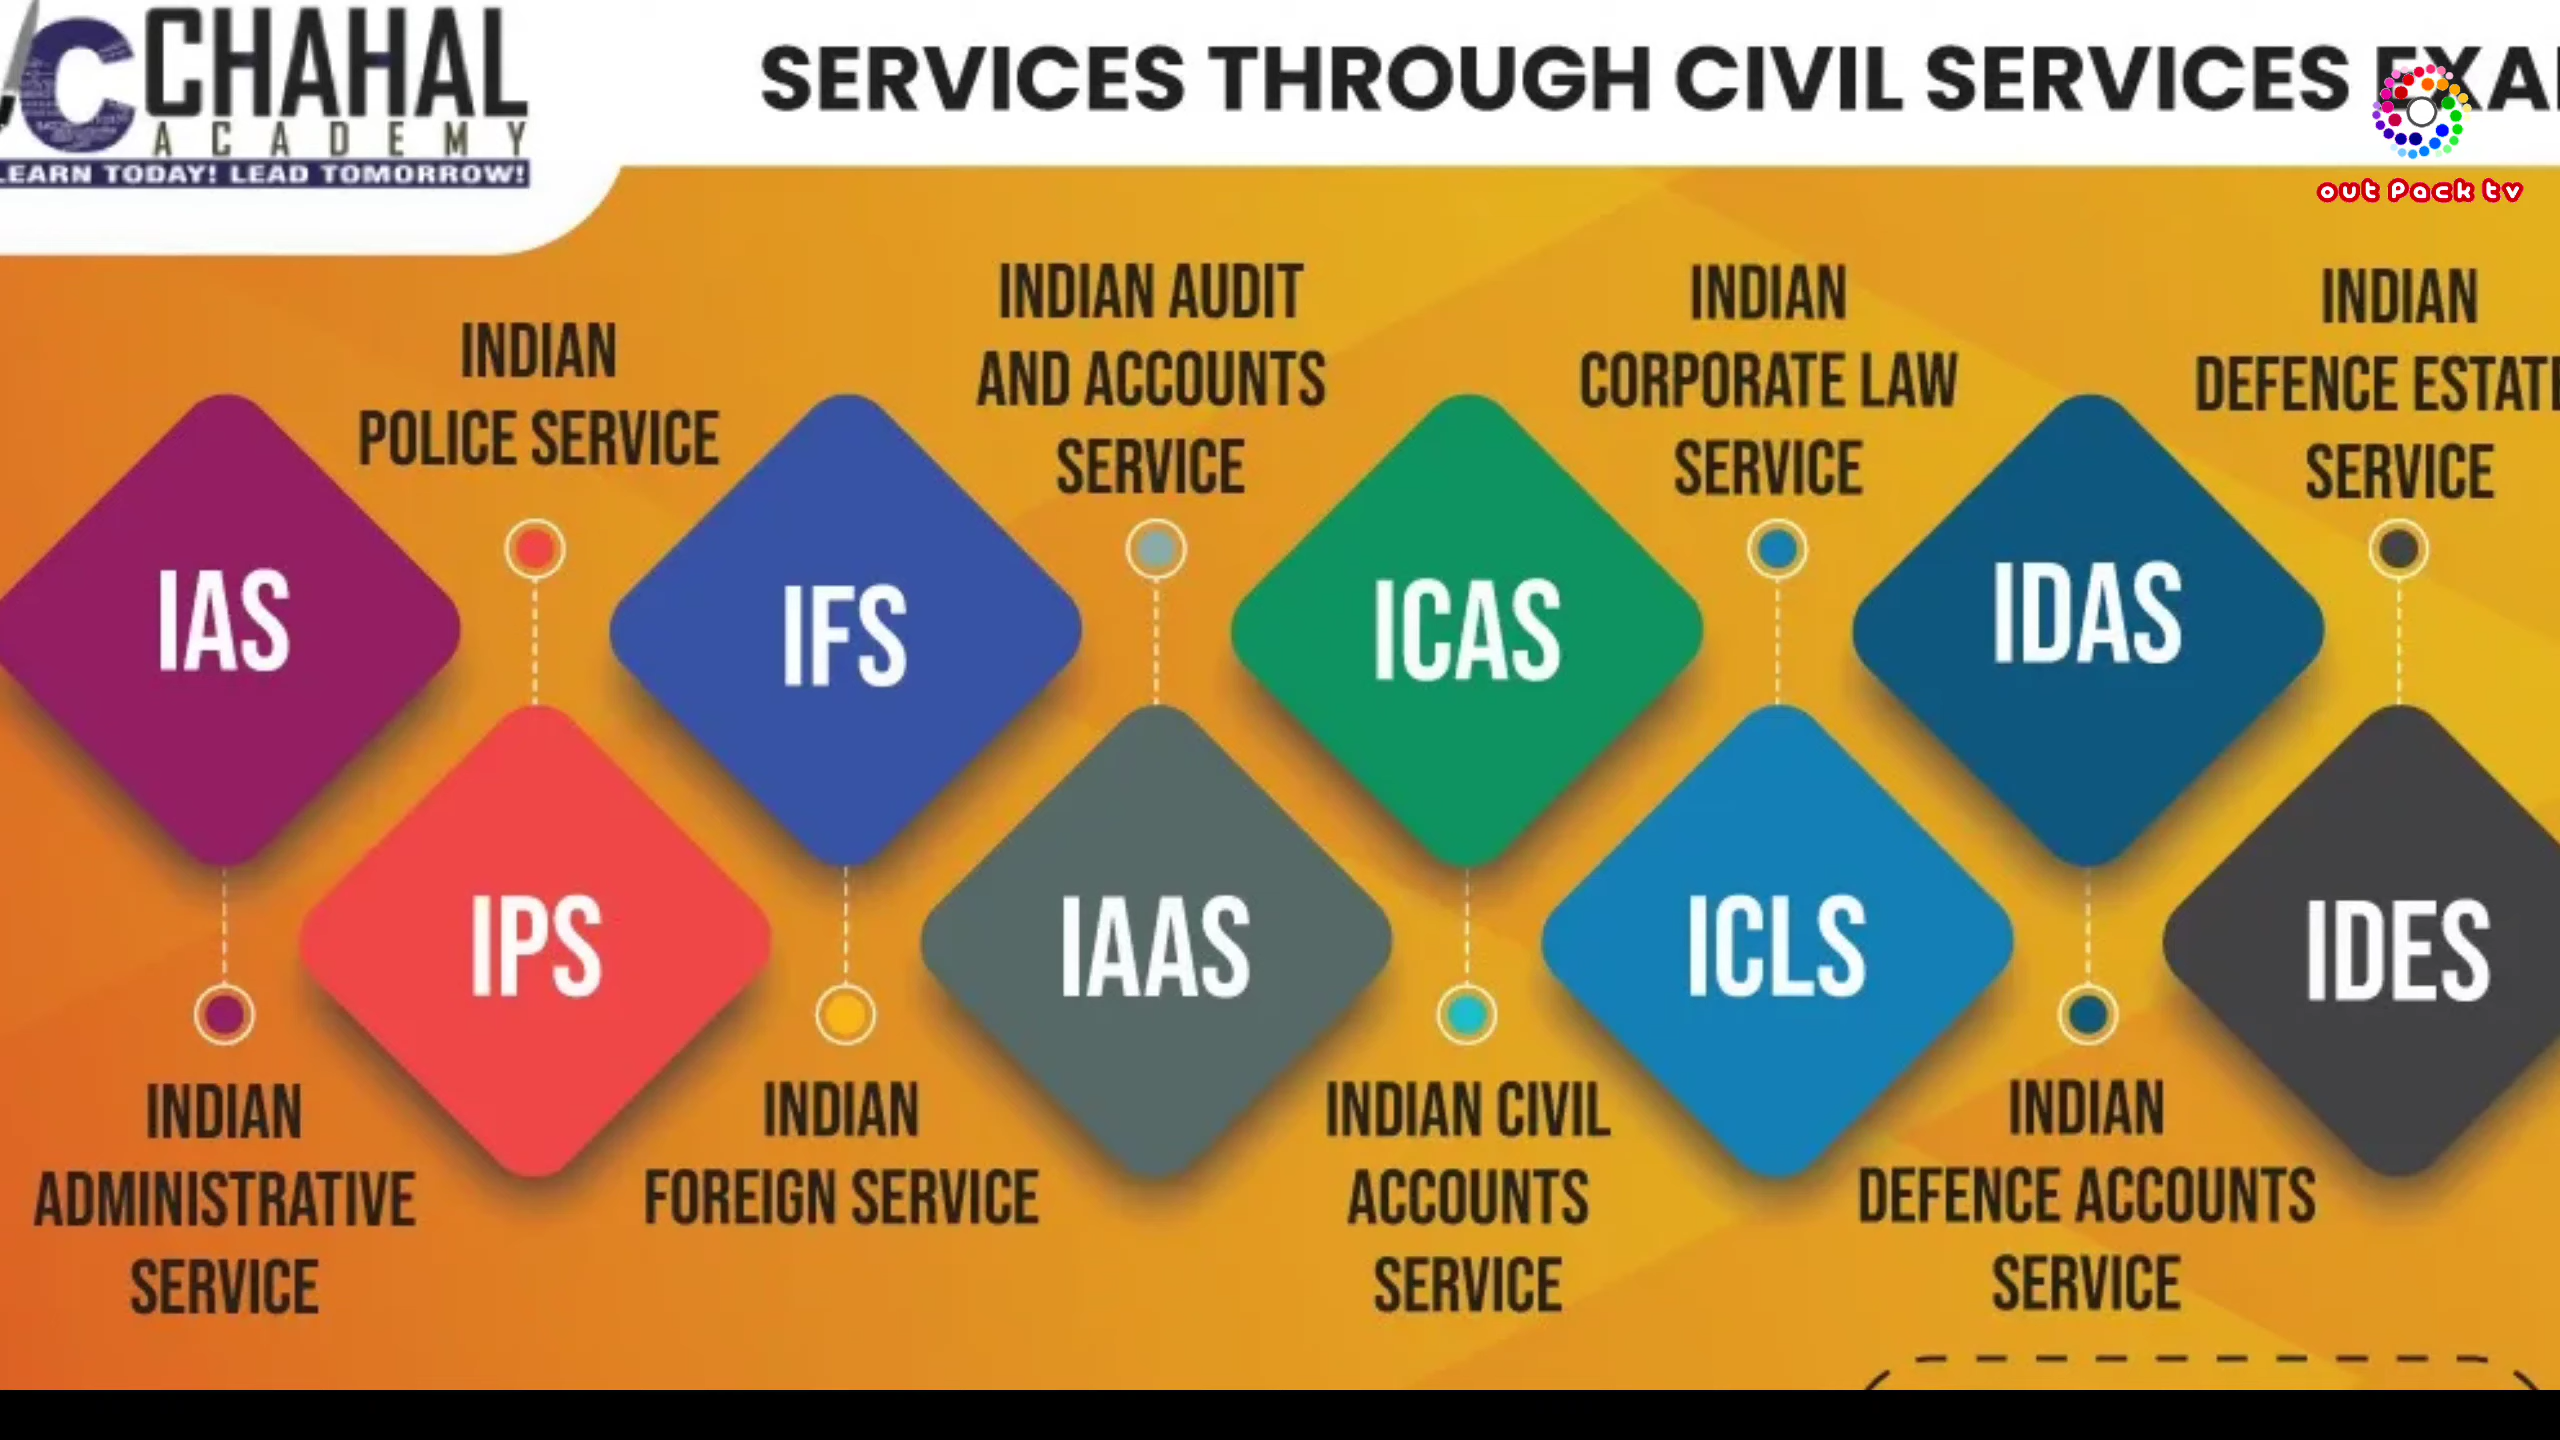 CHAHAL
ACADEMY
LEARN TODAY! LEAD TOMORROW!
SERVICES THROUGH CIVIL SERVICES
out Pack tv
INDIAN
POLICE SERVICE
INDIAN AUDIT
AND ACCOUNTS
SERVICE
INDIAN
CORPORATE LAW
SERVICE
INDIAN
DEFENCE ESTATE
SERVICE
IAS
IFS
ICAS
IDAS
IPS
IAAS
ICLS
IDES
INDIAN
ADMINISTRATIVE
SERVICE
INDIAN
FOREIGN SERVICE
INDIAN CIVIL
ACCOUNTS
SERVICE
INDIAN
DEFENCE ACCOUNTS
SERVICE